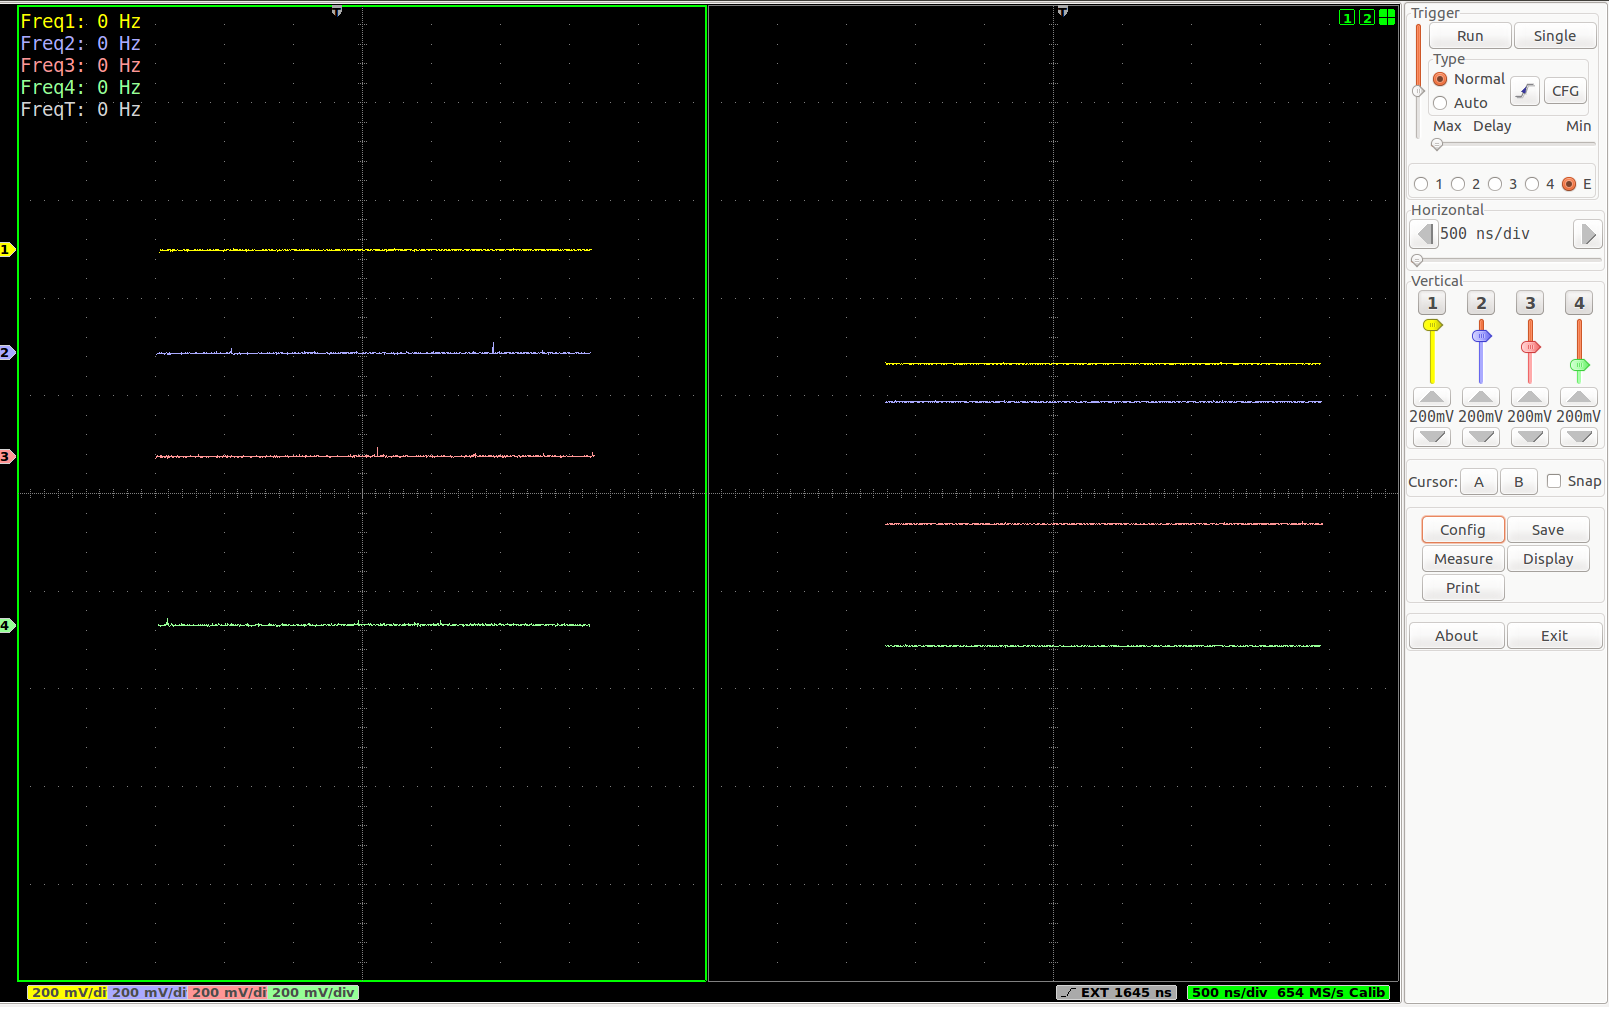 Freq1: 0 Hz
Freq2: 0 Hz
Freq3: 0 Hz
Freq4: 0 Hz
FreqT: 0 Hz
T
T
1 2
1
2
3
4
200 mV/di 200 mV/di 200 mV/di 200 mV/div
EXT 1645 ns
500 ns/div 654 MS/s Calib
Trigger
Run Single
Type
Normal
Auto
CFG
Max Delay Min
1 2 3 4 E
Horizontal
500 ns/div
Vertical
1 2 3 4
200mV 200mV 200mV 200mV
Cursor: A B Snap
Config Save
Measure Display
Print
About Exit